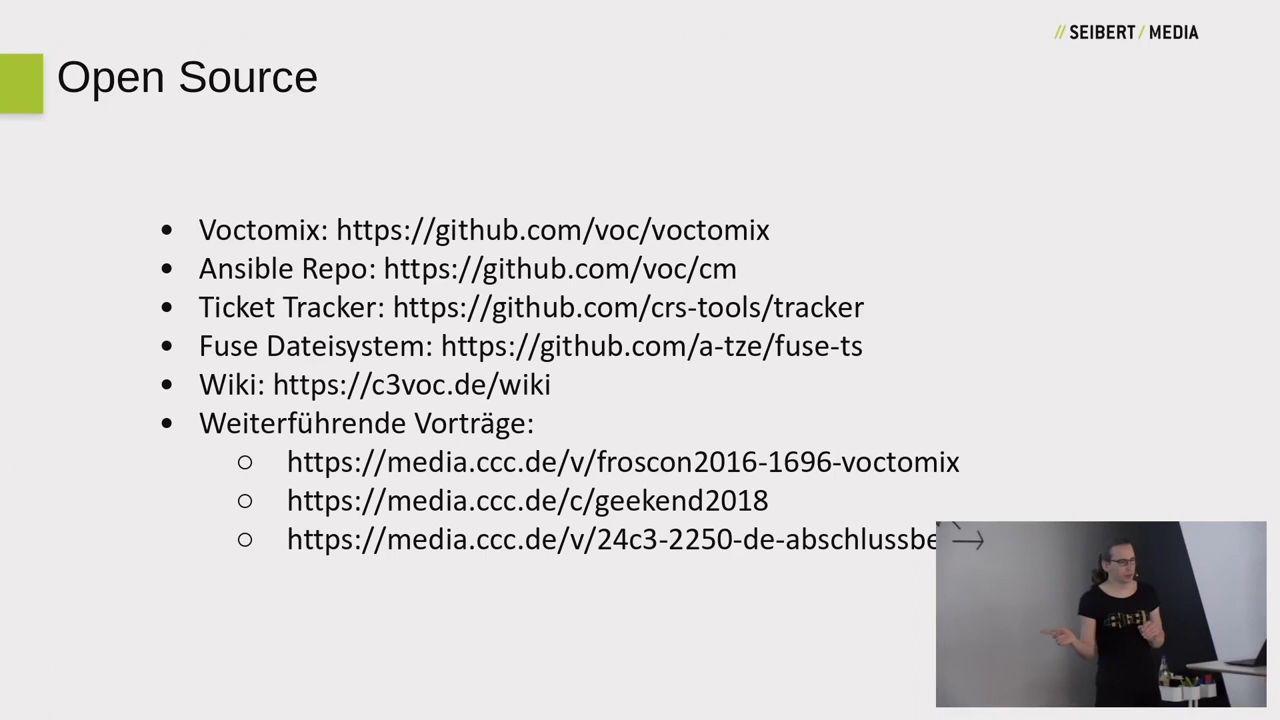 // SEIBERT / MEDIA
Open Source
• Voctomix: https://github.com/voc/voctomix
• Ansible Repo: https://github.com/voc/cm
• Ticket Tracker: https://github.com/crs-tools/tracker
• Fuse Dateisystem: https://github.com/a-tze/fuse-ts
• Wiki: https://c3voc.de/wiki
• Weiterführende Vorträge:
○ https://media.ccc.de/v/froscon2016-1696-voctomix
○ https://media.ccc.de/c/geekend2018
○ https://media.ccc.de/v/24c3-2250-de-abschlussbe